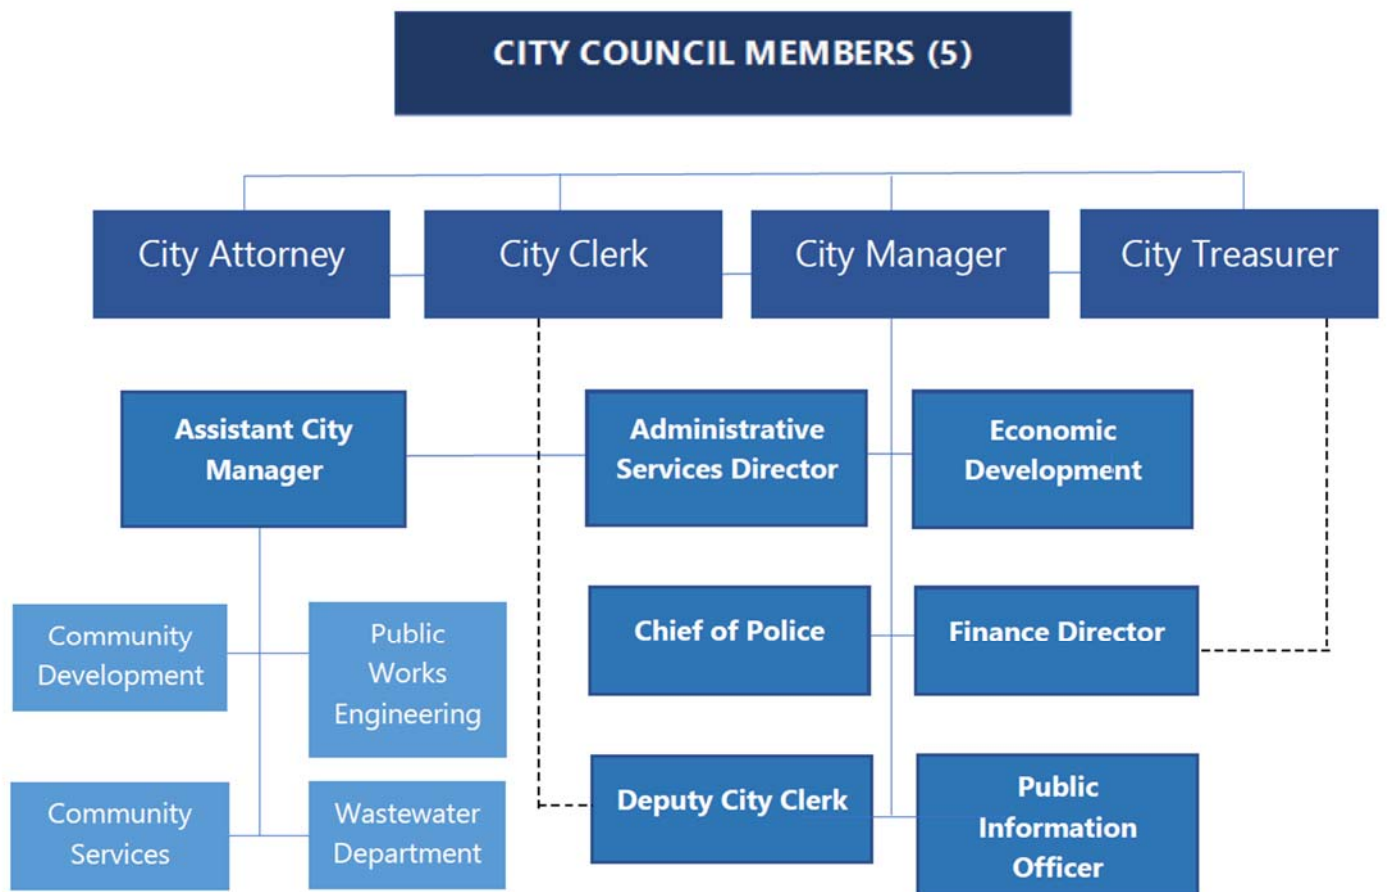 CITY COUNCIL MEMBERS (5)
City Attorney
City Clerk
City Manager
City Treasurer
Assistant City
Manager
Administrative
Services Director
Economic
Development
Community
Development
Public
Works
Engineering
Chief of Police
Finance Director
Community
Services
Wastewater
Department
Deputy City Clerk
Public
Information
Officer